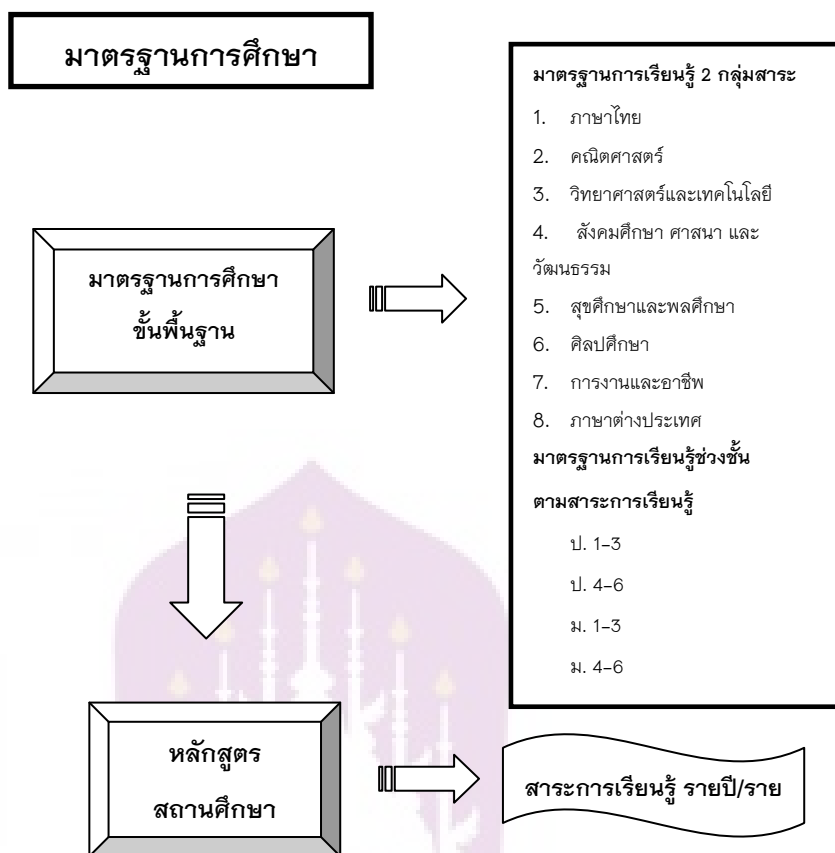 มาตรฐานการศึกษา
มาตรฐานการเรียนรู้ 2 กลุ่มสาระ
1. ภาษาไทย
2. คณิตศาสตร์
3. วิทยาศาสตร์และเทคโนโลยี
4. สังคมศึกษา ศาสนา และ
วัฒนธรรม
5. สุขศึกษาและพลศึกษา
6. ศิลปศึกษา
7. การงานและอาชีพ
8. ภาษาต่างประเทศ
มาตรฐานการเรียนรู้ช่วงชั้น
ตามสาระการเรียนรู้
ป. 1-3
ป. 4-6
ม. 1-3
ม. 4-6
มาตรฐานการศึกษา
ขั้นพื้นฐาน
หลักสูตร
สถานศึกษา
สาระการเรียนรู้ รายปี/ราย